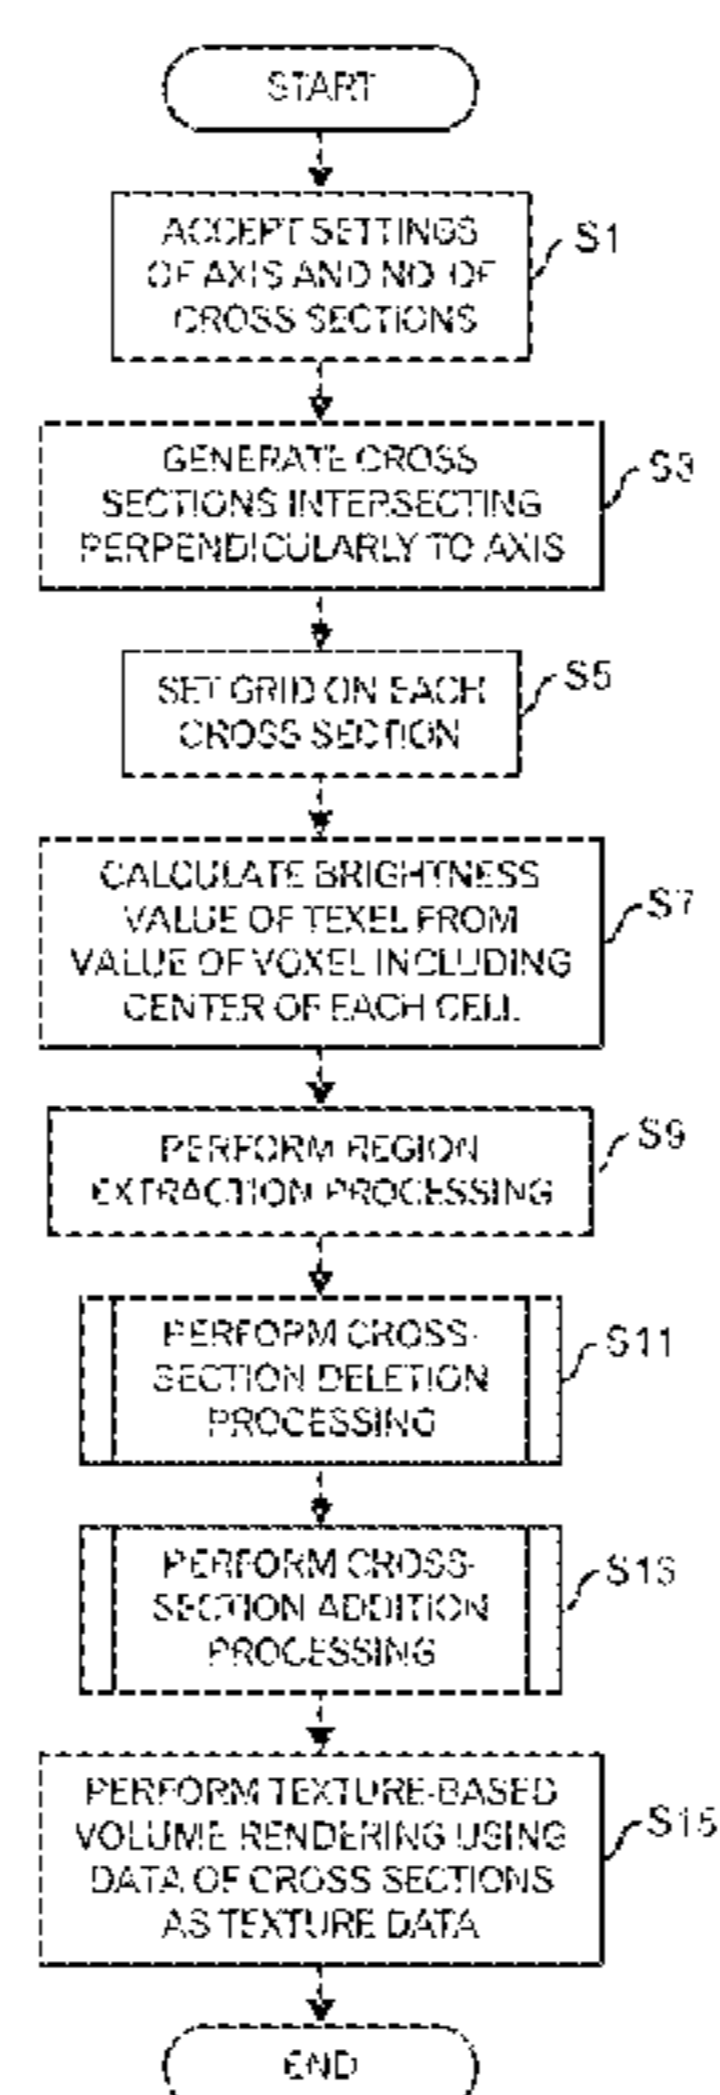 START
ACCEPT SETTINGS
OF AXIS AND NO. OF
CROSS SECTIONS
S1
GENERATE CROSS
SECTIONS INTERSECTING
PERPENDICULARLY TO AXIS
S3
SET GRID ON EACH
CROSS SECTION
S5
CALCULATE BRIGHTNESS
VALUE OF TEXEL FROM
VALUE OF VOXEL INCLUDING
CENTER OF EACH CELL
S7
PERFORM REGION
EXTRACTION PROCESSING
S9
PERFORM CROSS-
SECTION DELETION
PROCESSING
S11
PERFORM CROSS-
SECTION ADDITION
PROCESSING
S13
PERFORM TEXTURE-BASED
VOLUME RENDERING USING
DATA OF CROSS SECTIONS
AS TEXTURE DATA
S15
END